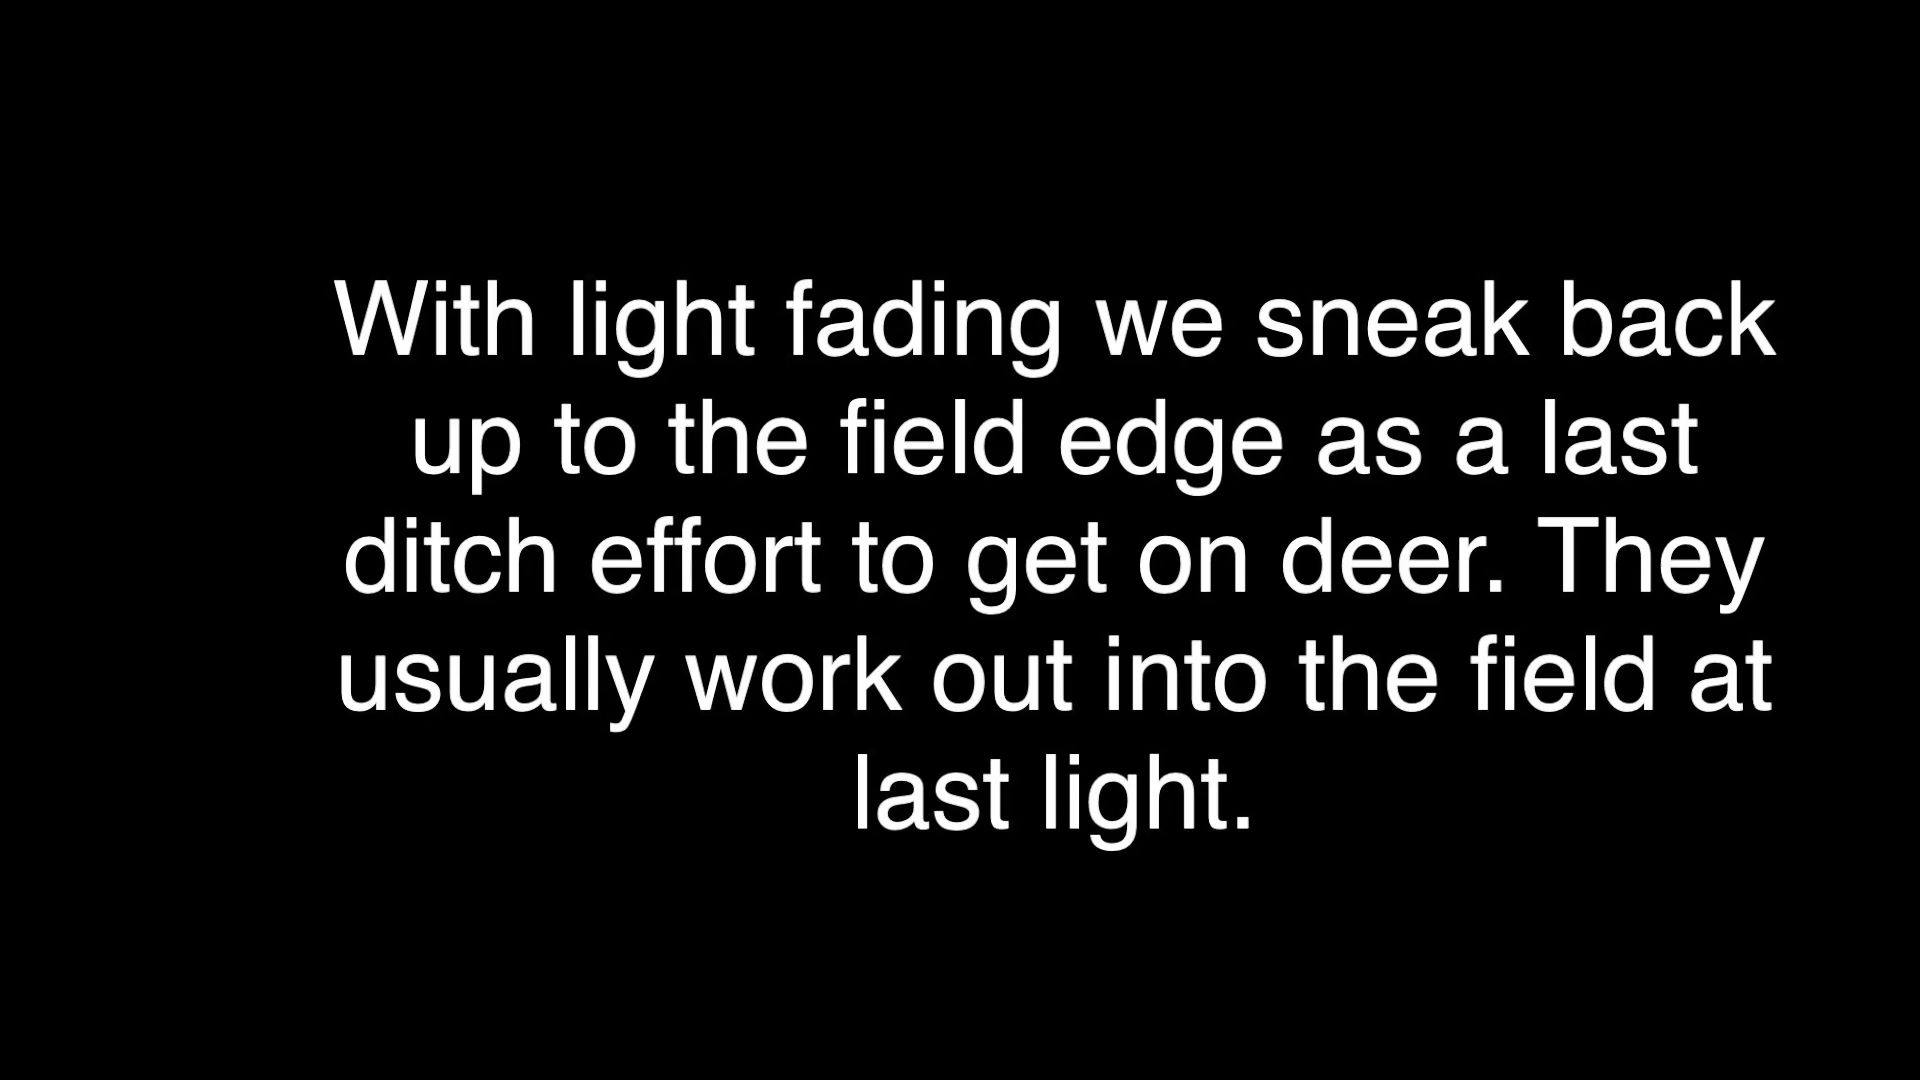 With light fading we sneak back
up to the field edge as a last
ditch effort to get on deer. They
usually work out into the field at
last light.